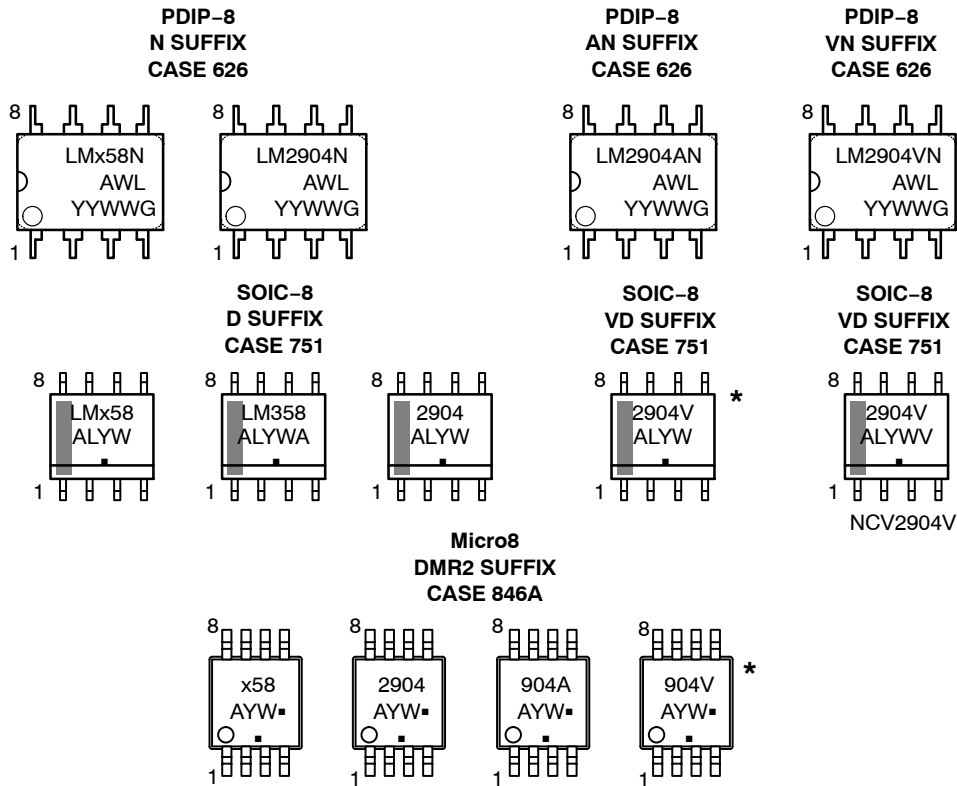 PDIP−8
N SUFFIX
CASE 626
PDIP−8
AN SUFFIX
CASE 626
PDIP−8
VN SUFFIX
CASE 626
8
LMx58N
AWL
YYWWG
1
LM2904N
AWL
YYWWG
8
1
8
LM2904AN
AWL
YYWWG
1
8
LM2904VN
AWL
YYWWG
1
SOIC−8
D SUFFIX
CASE 751
SOIC−8
VD SUFFIX
CASE 751
SOIC−8
VD SUFFIX
CASE 751
8
LMx58
ALYW
1
8
LM358
ALYWA
1
8
2904
ALYW
1
8
2904V
ALYW
1
*
8
2904V
ALYWV
1
NCV2904V
Micro8
DMR2 SUFFIX
CASE 846A
8
x58
AYW▪
▪
1
8
2904
AYW▪
▪
1
8
904A
AYW▪
▪
1
8
904V
AYW▪
▪
1
*